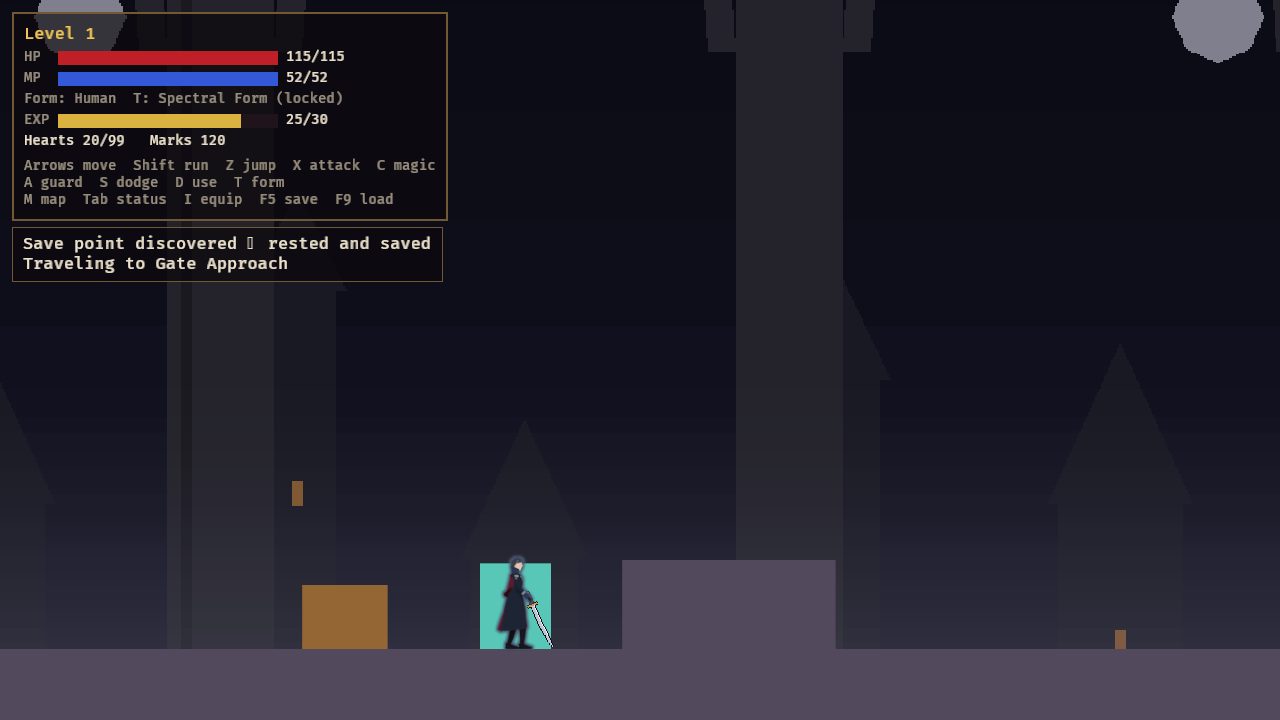 Level 1
HP 115/115
MP 52/52
Form: Human T: Spectral Form (locked)
EXP 25/30
Hearts 20/99 Marks 120
Arrows move Shift run Z jump X attack C magic
A guard S dodge D use T form
M map Tab status I equip F5 save F9 load
Save point discovered ▯ rested and saved
Traveling to Gate Approach